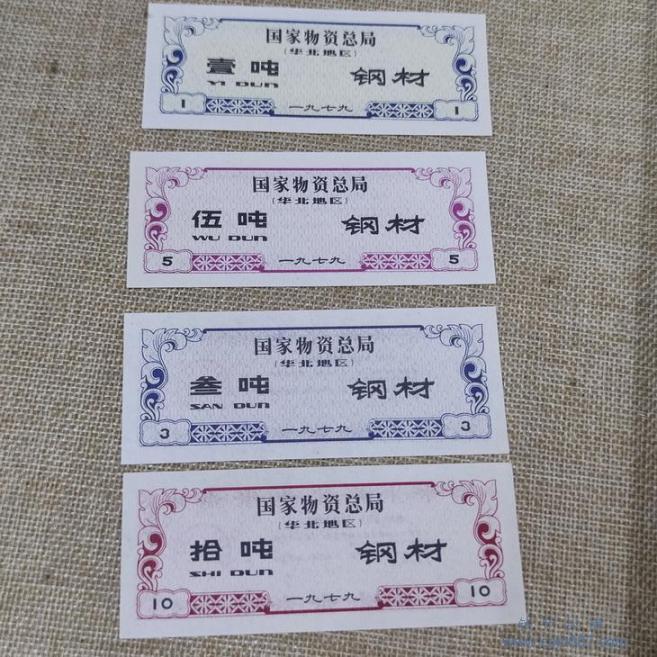 国家物资总局
(华北地区)
壹吨 钢材
YI DUN
1 一九七九 1
国家物资总局
(华北地区)
伍吨 钢材
WU DUN
5 一九七九 5
国家物资总局
(华北地区)
叁吨 钢材
SAN DUN
3 一九七九 3
国家物资总局
(华北地区)
拾吨 钢材
SHI DUN
10 一九七九 10